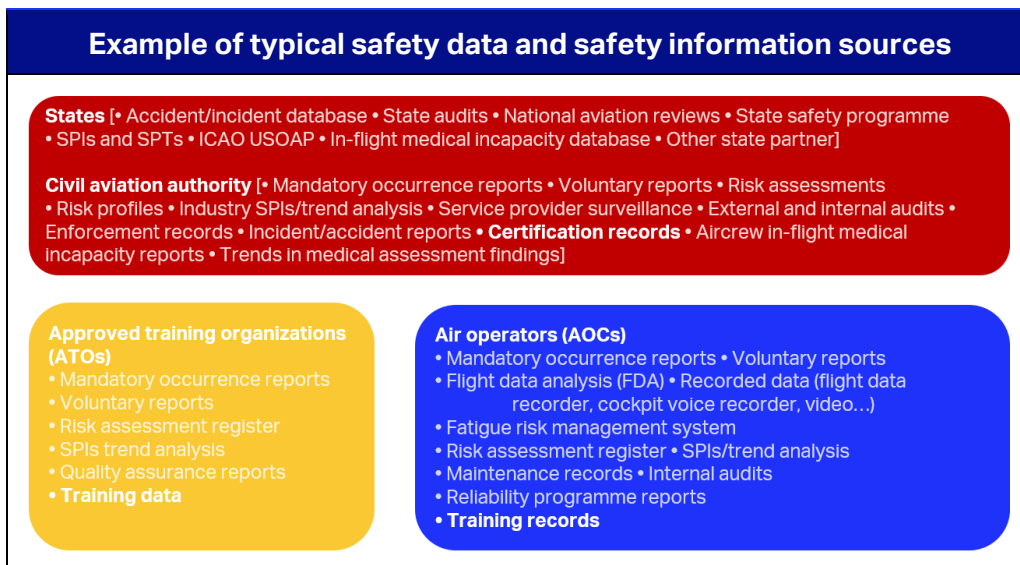 Example of typical safety data and safety information sources
States [• Accident/incident database • State audits • National aviation reviews • State safety programme
• SPIs and SPTs • ICAO USOAP • In-flight medical incapacity database • Other state partner]
Civil aviation authority [• Mandatory occurrence reports • Voluntary reports • Risk assessments
• Risk profiles • Industry SPIs/trend analysis • Service provider surveillance • External and internal audits •
Enforcement records • Incident/accident reports • Certification records • Aircrew in-flight medical
incapacity reports • Trends in medical assessment findings]
Approved training organizations
(ATOs)
• Mandatory occurrence reports
• Voluntary reports
• Risk assessment register
• SPIs trend analysis
• Quality assurance reports
• Training data
Air operators (AOCs)
• Mandatory occurrence reports • Voluntary reports
• Flight data analysis (FDA) • Recorded data (flight data
recorder, cockpit voice recorder, video…)
• Fatigue risk management system
• Risk assessment register • SPIs/trend analysis
• Maintenance records • Internal audits
• Reliability programme reports
• Training records